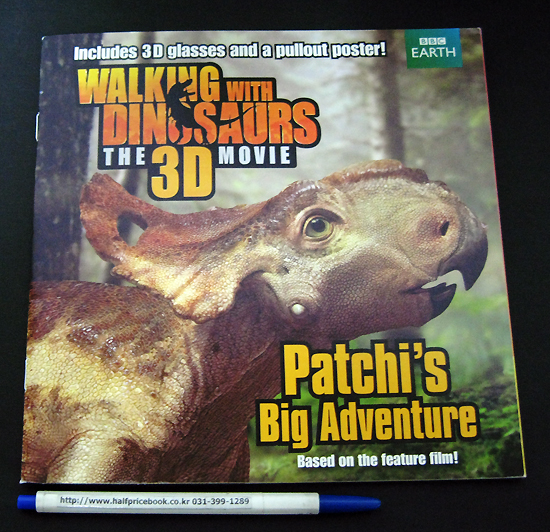 Includes 3D glasses and a pullout poster!
BBC
EARTH
WALKING WITH
DINOSAURS
THE 3D MOVIE
Patchi's
Big Adventure
Based on the feature film!
http://www.halfpricebook.co.kr 031-399-1289